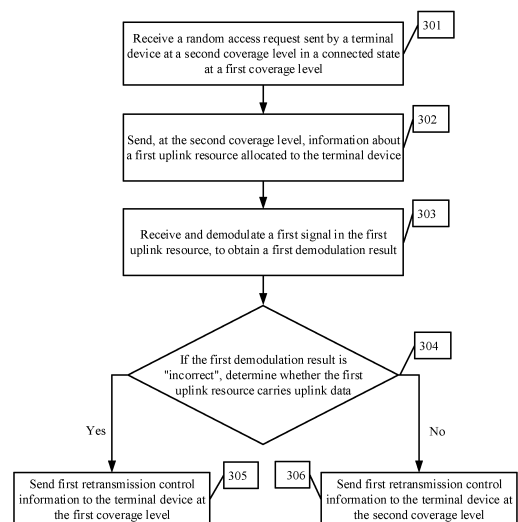 301
Receive a random access request sent by a terminal
device at a second coverage level in a connected state
at a first coverage level
302
Send, at the second coverage level, information about
a first uplink resource allocated to the terminal device
303
Receive and demodulate a first signal in the first
uplink resource, to obtain a first demodulation result
304
If the first demodulation result is
"incorrect", determine whether the first
uplink resource carries uplink data
Yes
No
305
Send first retransmission control
information to the terminal device at
the first coverage level
306
Send first retransmission control
information to the terminal device at
the second coverage level